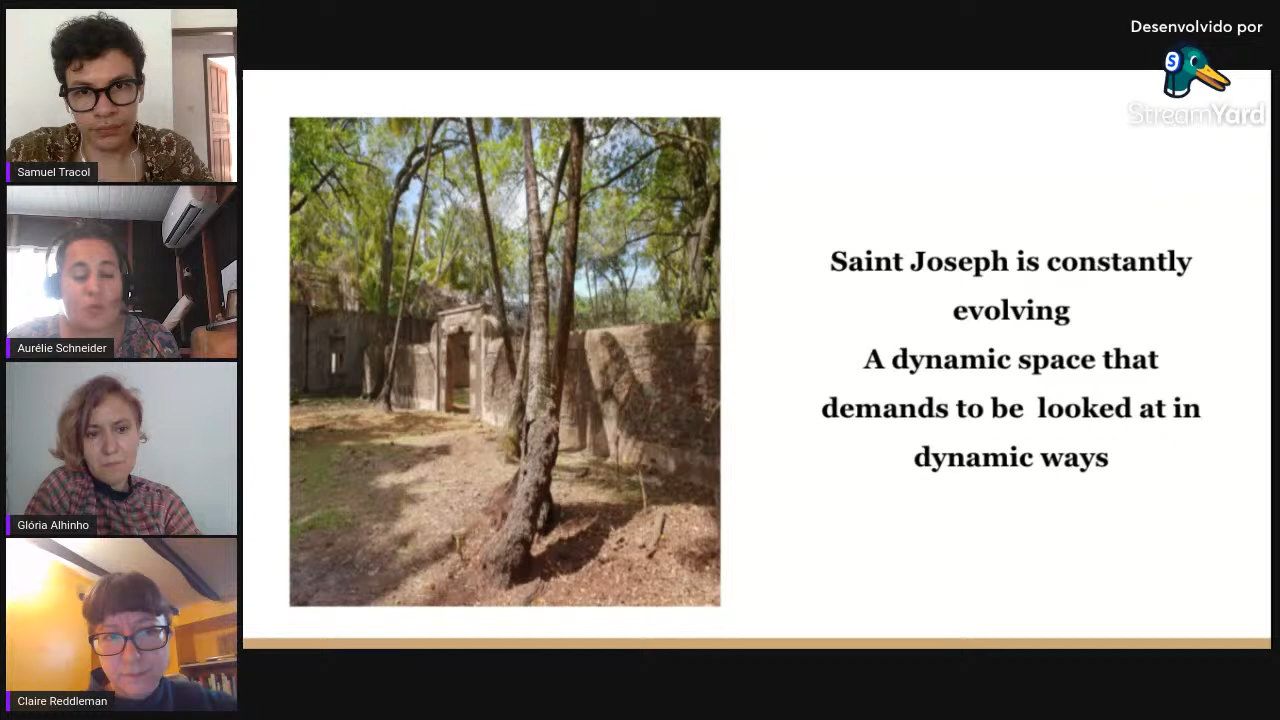 Desenvolvido por
S
StreamYard
Samuel Tracol
Aurélie Schneider
Glória Alhinho
Claire Reddleman
Saint Joseph is constantly
evolving
A dynamic space that
demands to be looked at in
dynamic ways